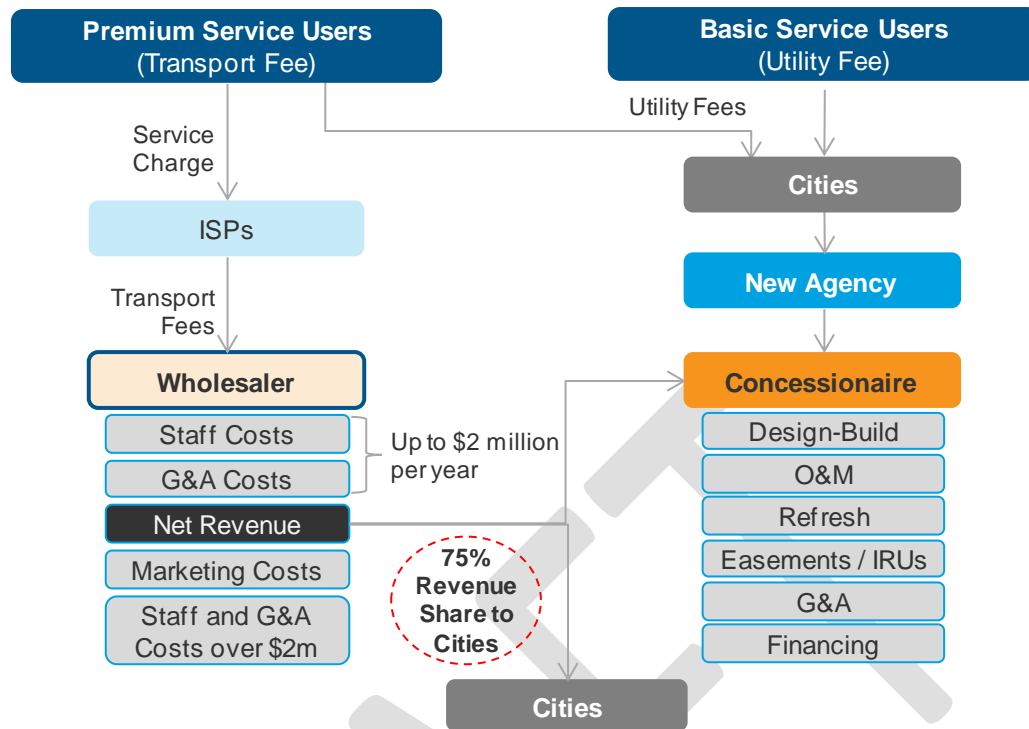 Premium Service Users
(Transport Fee)
Basic Service Users
(Utility Fee)
Utility Fees
Service
Charge
Cities
ISPs
New Agency
Transport
Fees
Wholesaler
Concessionaire
Staff Costs
G&A Costs
Up to $2 million
per year
Net Revenue
Marketing Costs
Staff and G&A
Costs over $2m
75%
Revenue
Share to
Cities
Design-Build
O&M
Refresh
Easements / IRUs
G&A
Financing
Cities